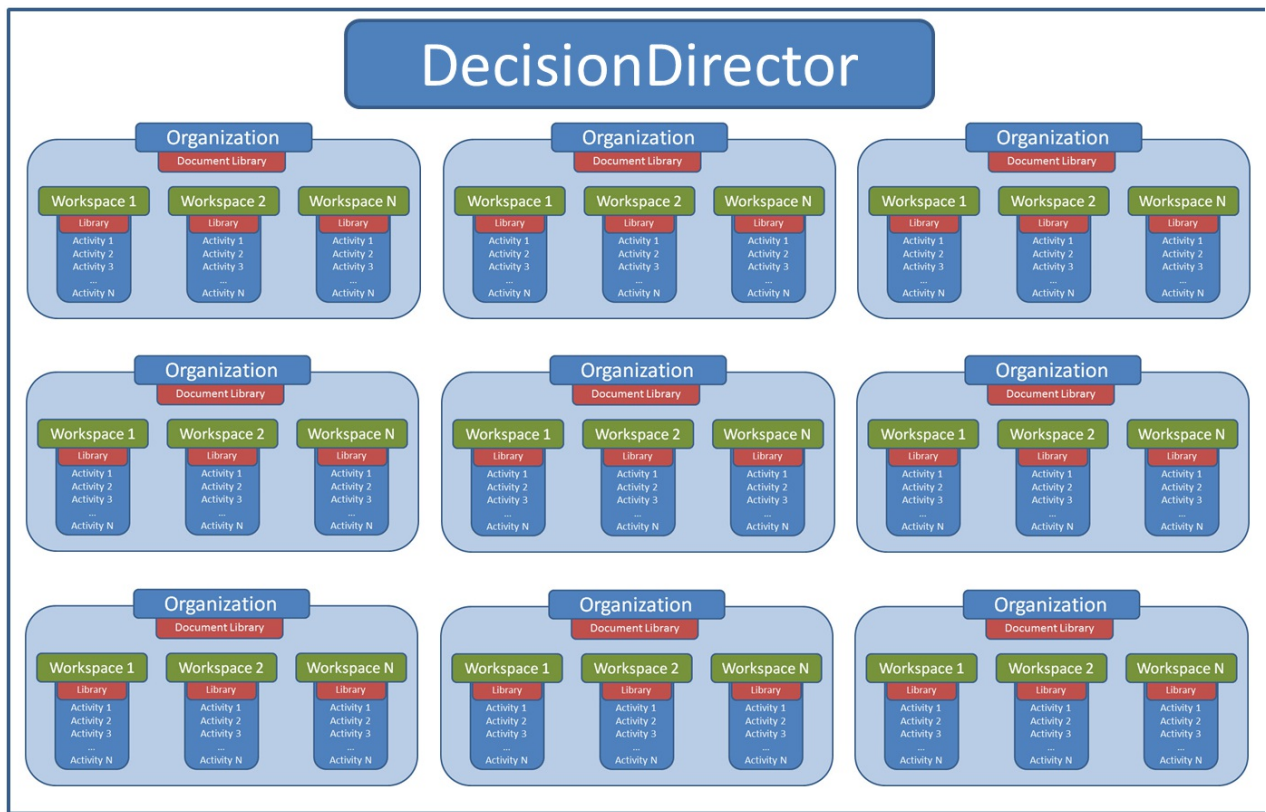 DecisionDirector
Organization
Document Library
Workspace 1
Library
Activity 1
Activity 2
Activity 3
...
Activity N
Workspace 2
Library
Activity 1
Activity 2
Activity 3
...
Activity N
Workspace N
Library
Activity 1
Activity 2
Activity 3
...
Activity N
Organization
Document Library
Workspace 1
Library
Activity 1
Activity 2
Activity 3
...
Activity N
Workspace 2
Library
Activity 1
Activity 2
Activity 3
...
Activity N
Workspace N
Library
Activity 1
Activity 2
Activity 3
...
Activity N
Organization
Document Library
Workspace 1
Library
Activity 1
Activity 2
Activity 3
...
Activity N
Workspace 2
Library
Activity 1
Activity 2
Activity 3
...
Activity N
Workspace N
Library
Activity 1
Activity 2
Activity 3
...
Activity N
Organization
Document Library
Workspace 1
Library
Activity 1
Activity 2
Activity 3
...
Activity N
Workspace 2
Library
Activity 1
Activity 2
Activity 3
...
Activity N
Workspace N
Library
Activity 1
Activity 2
Activity 3
...
Activity N
Organization
Document Library
Workspace 1
Library
Activity 1
Activity 2
Activity 3
...
Activity N
Workspace 2
Library
Activity 1
Activity 2
Activity 3
...
Activity N
Workspace N
Library
Activity 1
Activity 2
Activity 3
...
Activity N
Organization
Document Library
Workspace 1
Library
Activity 1
Activity 2
Activity 3
...
Activity N
Workspace 2
Library
Activity 1
Activity 2
Activity 3
...
Activity N
Workspace N
Library
Activity 1
Activity 2
Activity 3
...
Activity N
Organization
Document Library
Workspace 1
Library
Activity 1
Activity 2
Activity 3
...
Activity N
Workspace 2
Library
Activity 1
Activity 2
Activity 3
...
Activity N
Workspace N
Library
Activity 1
Activity 2
Activity 3
...
Activity N
Organization
Document Library
Workspace 1
Library
Activity 1
Activity 2
Activity 3
...
Activity N
Workspace 2
Library
Activity 1
Activity 2
Activity 3
...
Activity N
Workspace N
Library
Activity 1
Activity 2
Activity 3
...
Activity N
Organization
Document Library
Workspace 1
Library
Activity 1
Activity 2
Activity 3
...
Activity N
Workspace 2
Library
Activity 1
Activity 2
Activity 3
...
Activity N
Workspace N
Library
Activity 1
Activity 2
Activity 3
...
Activity N